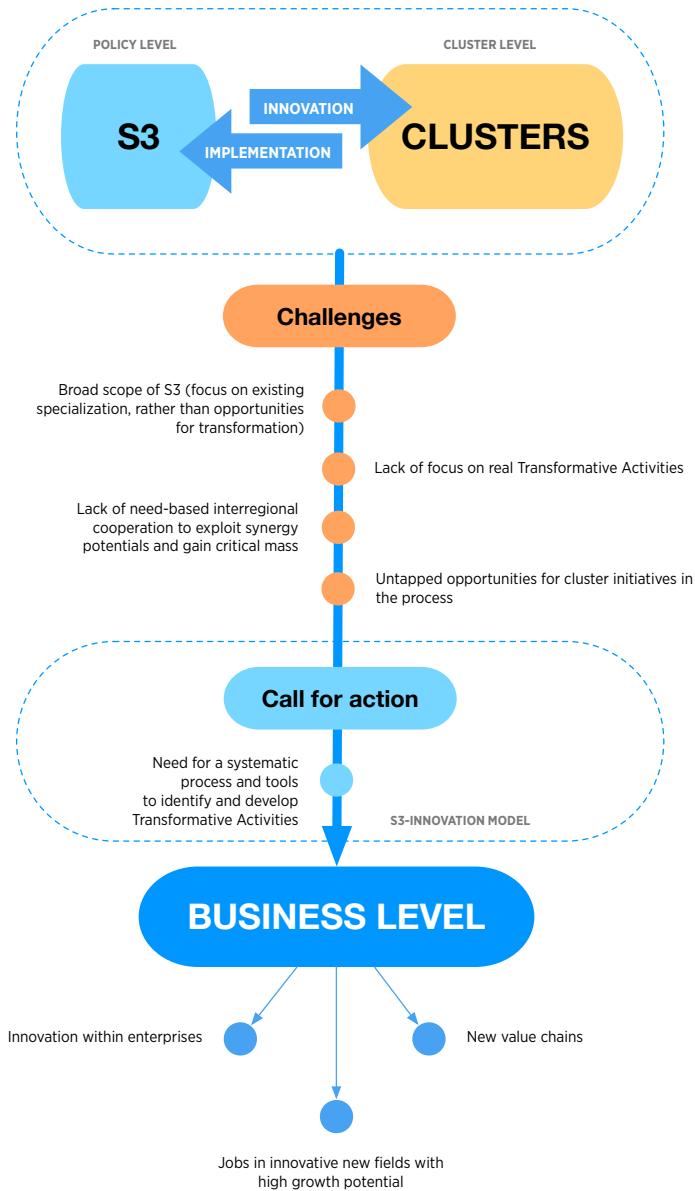 POLICY LEVEL
CLUSTER LEVEL
S3
INNOVATION
IMPLEMENTATION
CLUSTERS
Challenges
Broad scope of S3 (focus on existing
specialization, rather than opportunities
for transformation)
Lack of focus on real Transformative Activities
Lack of need-based interregional
cooperation to exploit synergy
potentials and gain critical mass
Untapped opportunities for cluster initiatives in
the process
Call for action
Need for a systematic
process and tools
to identify and develop
Transformative Activities
S3-INNOVATION MODEL
BUSINESS LEVEL
Innovation within enterprises
New value chains
Jobs in innovative new fields with
high growth potential